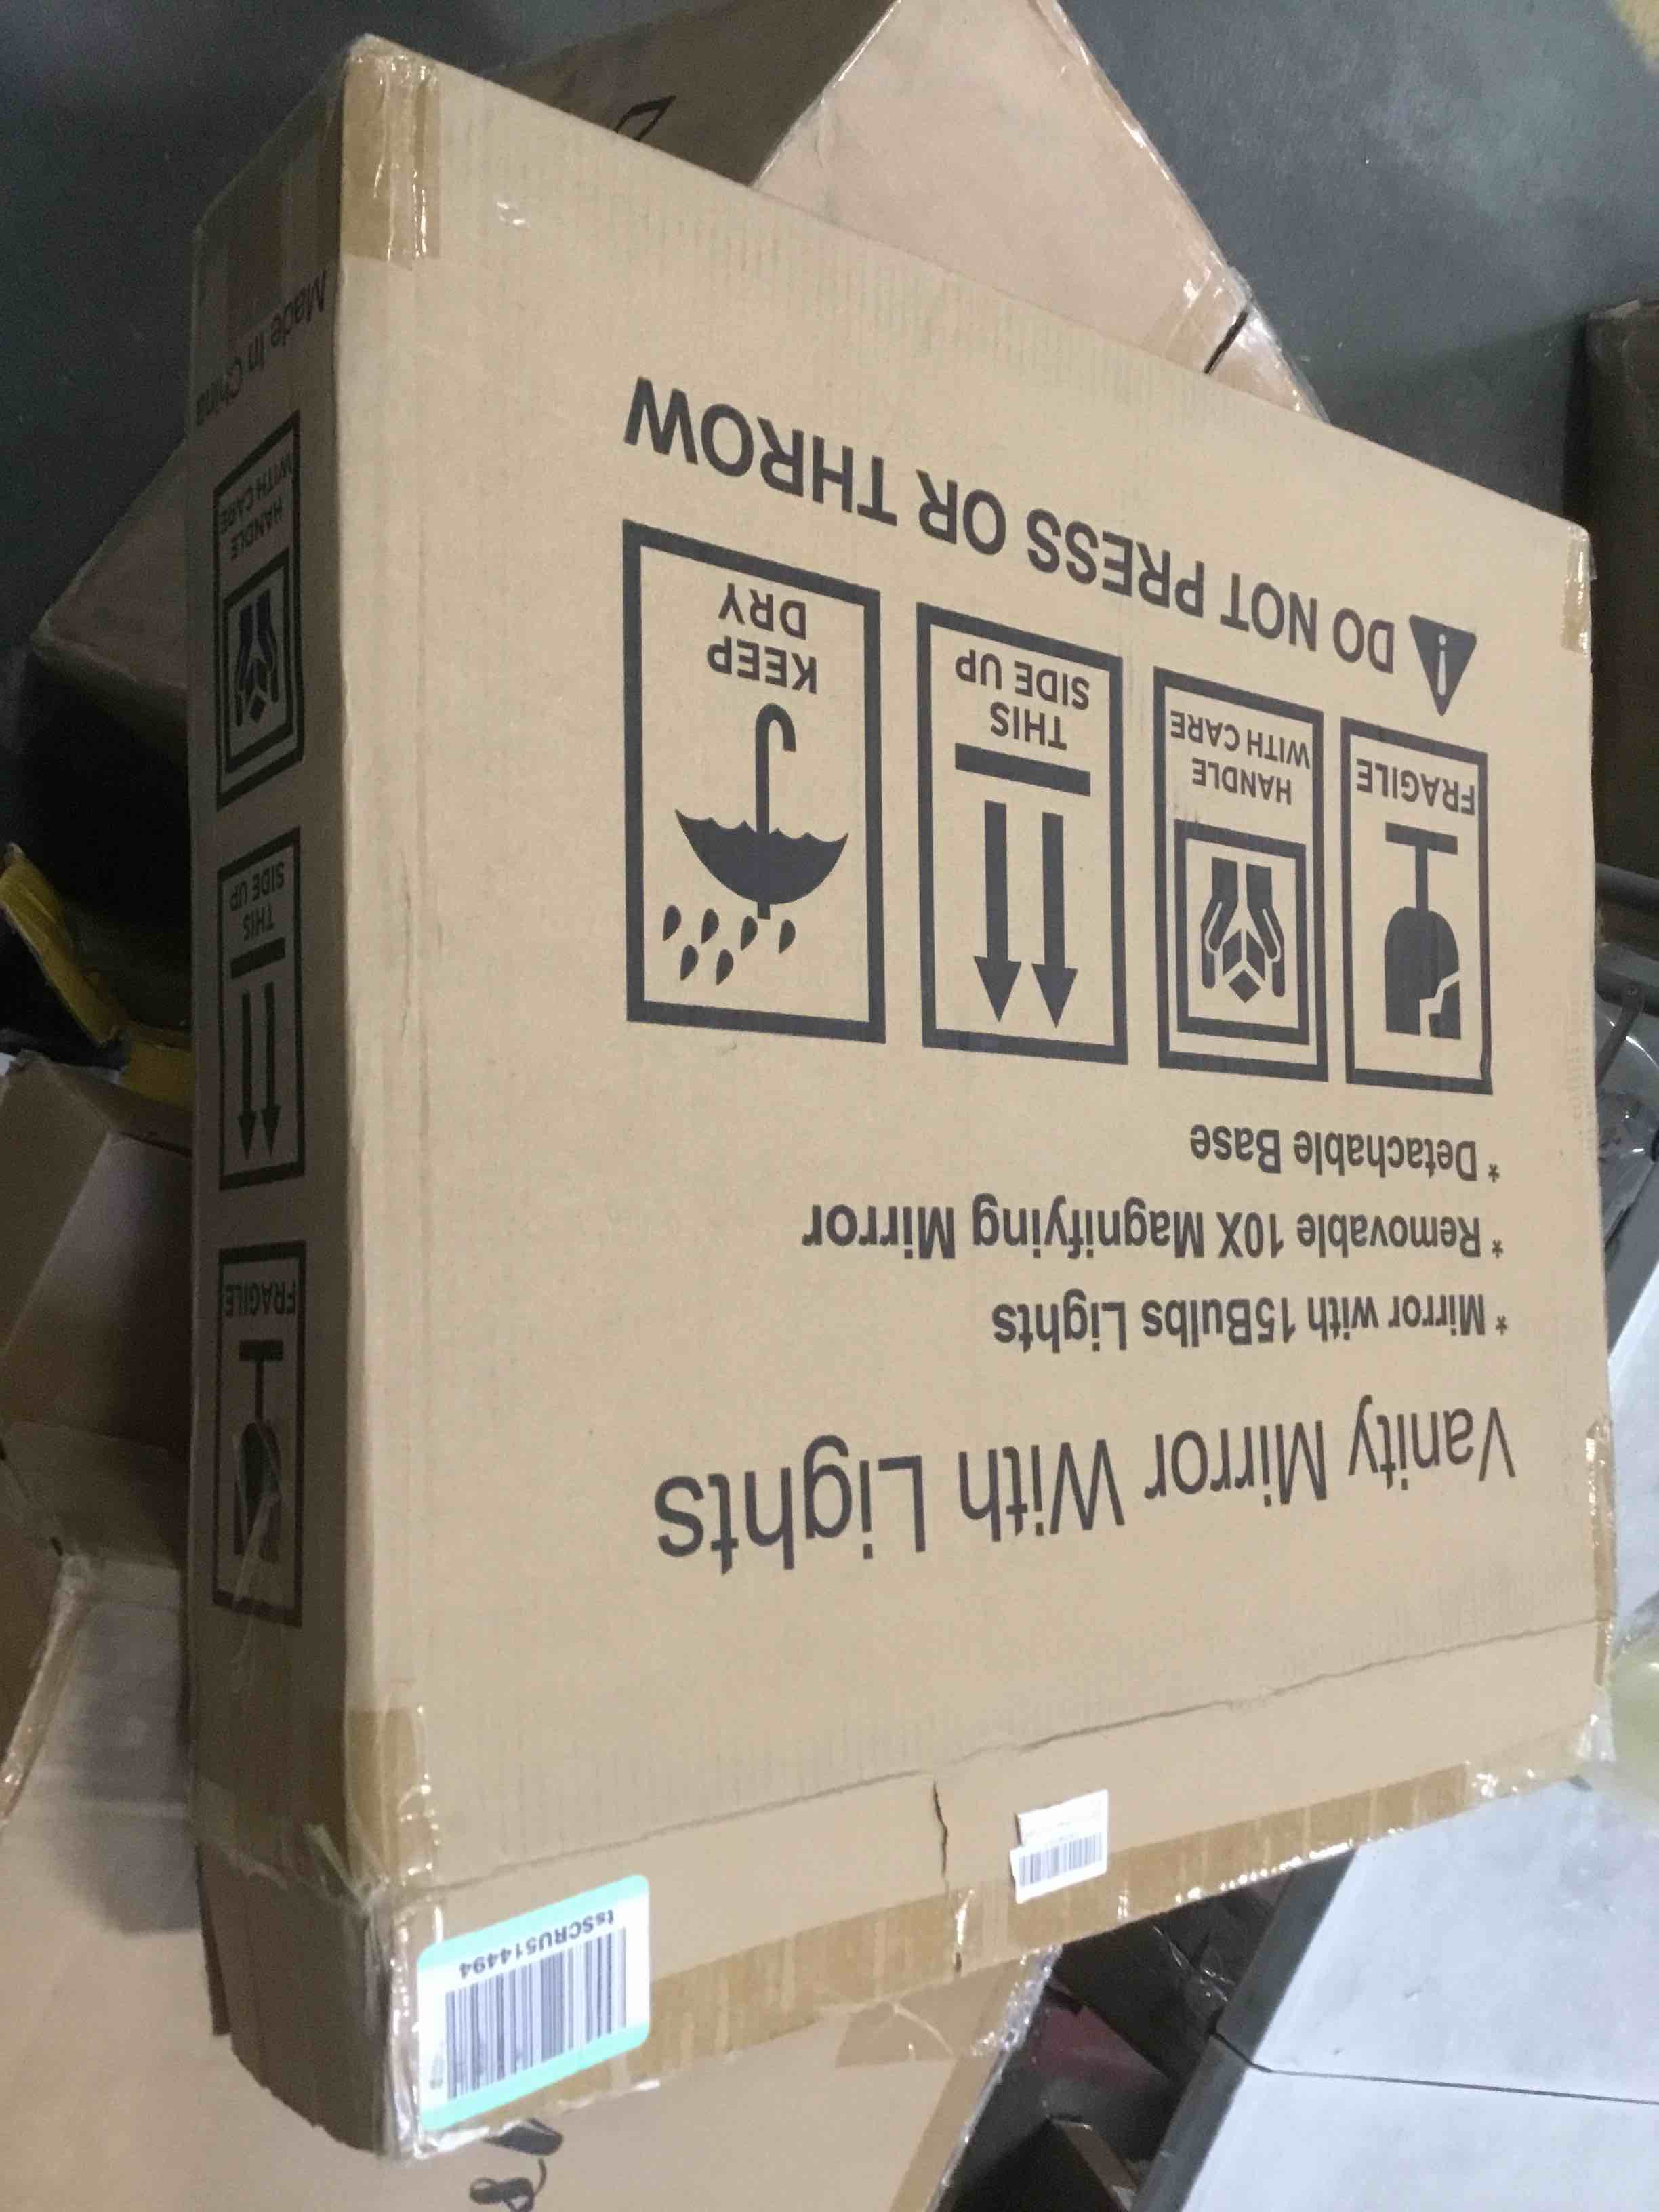 Vanity Mirror With Lights
* Mirror with 15Bulbs Lights
* Removable 10X Magnifying Mirror
* Detachable Base
FRAGILE
HANDLE
WITH CARE
THIS
SIDE UP
KEEP
DRY
DO NOT PRESS OR THROW
FRAGILE
THIS
SIDE UP
HANDLE
WITH CARE
Made In China
tsSCRU514494